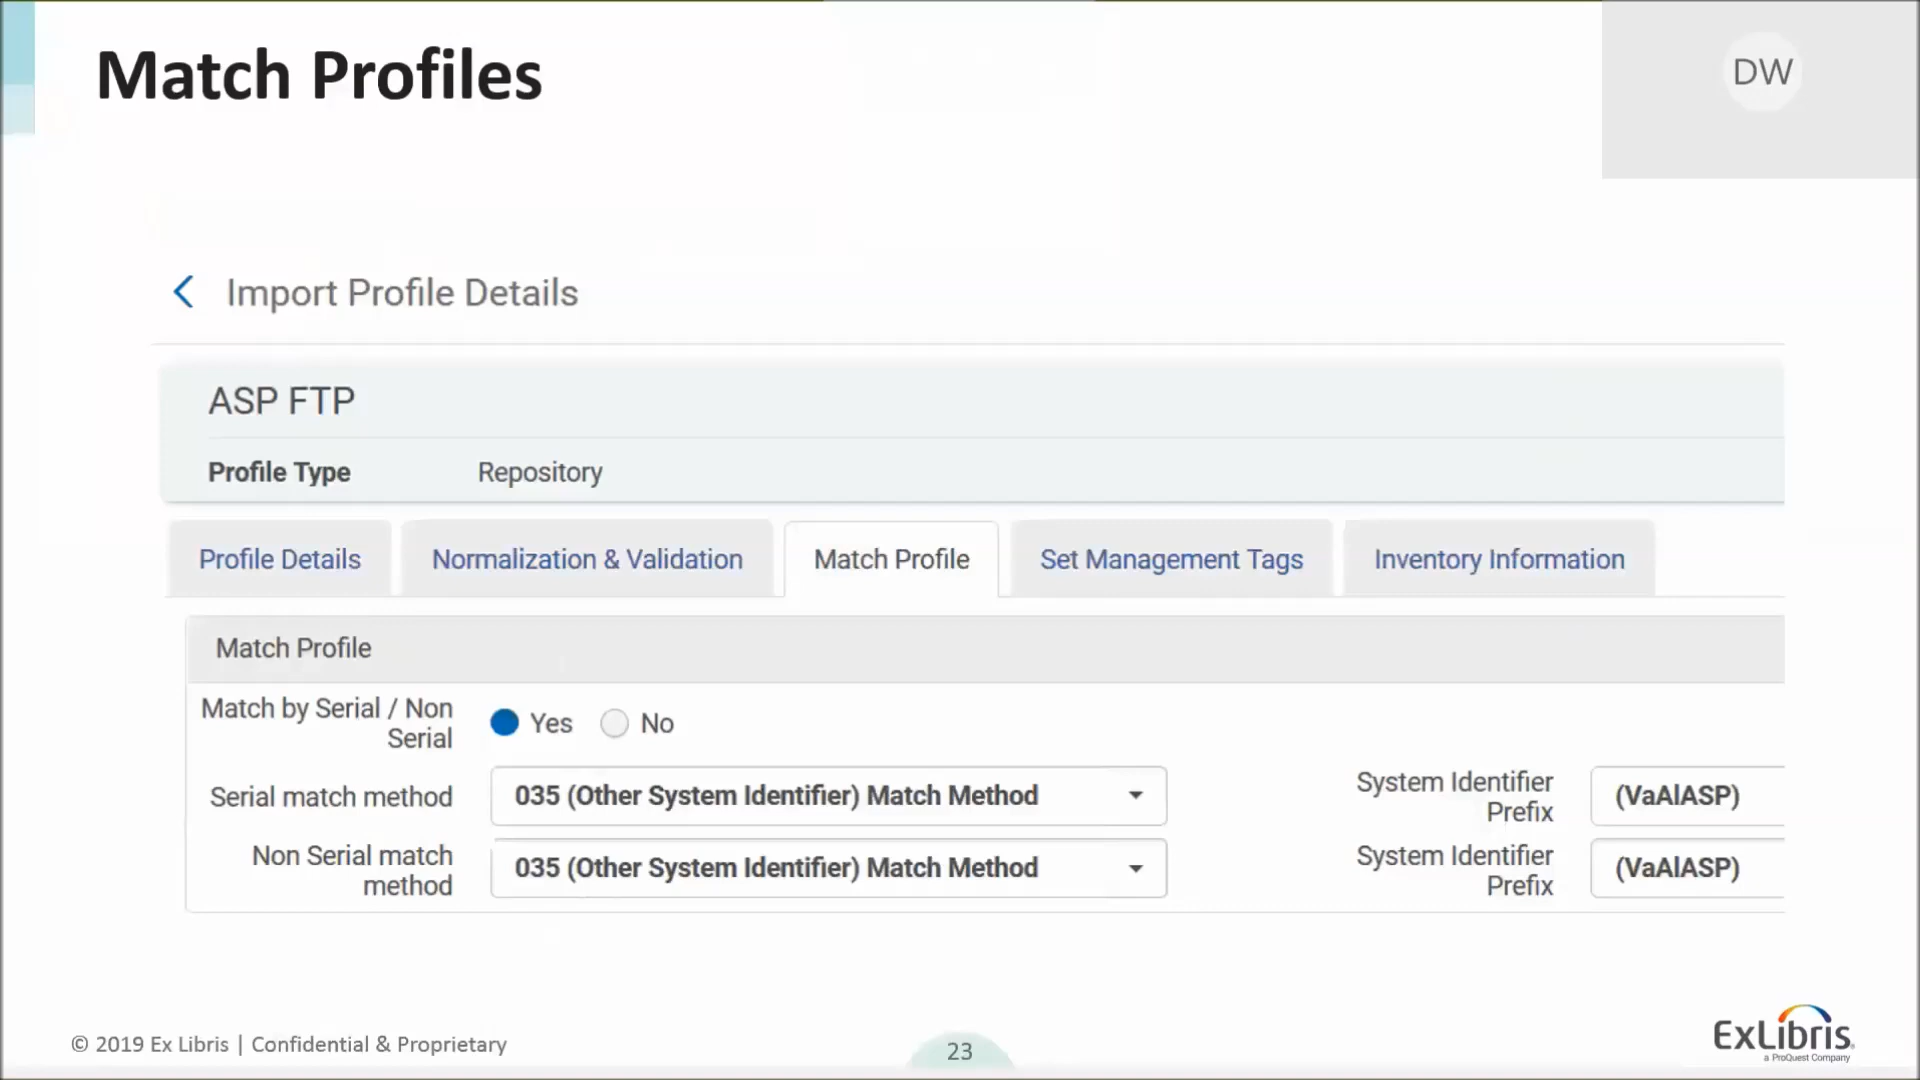 Match Profiles
DW
Import Profile Details
ASP FTP
Profile Type Repository
Profile Details Normalization & Validation Match Profile Set Management Tags Inventory Information
Match Profile
Match by Serial / Non
Serial
Yes No
Serial match method 035 (Other System Identifier) Match Method
System Identifier
Prefix
(VaAlASP)
Non Serial match
method
035 (Other System Identifier) Match Method
System Identifier
Prefix
(VaAlASP)
© 2019 Ex Libris | Confidential & Proprietary
23
ExLibris
a ProQuest Company